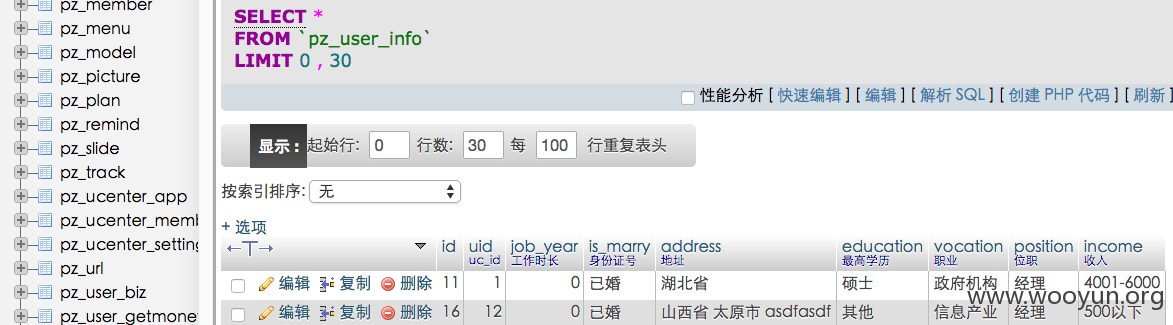 pz_member
pz_menu
pz_model
pz_picture
pz_plan
pz_remind
pz_slide
pz_track
pz_ucenter_app
pz_ucenter_memb
pz_ucenter_setting
pz_url
pz_user_biz
pz_user_getmoney
SELECT *
FROM `pz_user_info`
LIMIT 0 , 30
性能分析 [ 快速编辑 ] [ 编辑 ] [ 解析 SQL ] [ 创建 PHP 代码 ] [ 刷新 ]
显示 : 起始行: 0 行数: 30 每 100 行重复表头
按索引排序: 无
+ 选项
←T→ id uid job_year is_marry address education vocation position income
uc_id 工作时长 身份证号 地址 最高学历 职业 位职 收人
编辑 复制 删除 11 1 0 已婚 湖北省 硕士 政府机构 经理 4001-6000
编辑 复制 删除 16 12 0 已婚 山西省 太原市 asdfasdf 其他 信息产业 经理 500以下
www.wooyun.org